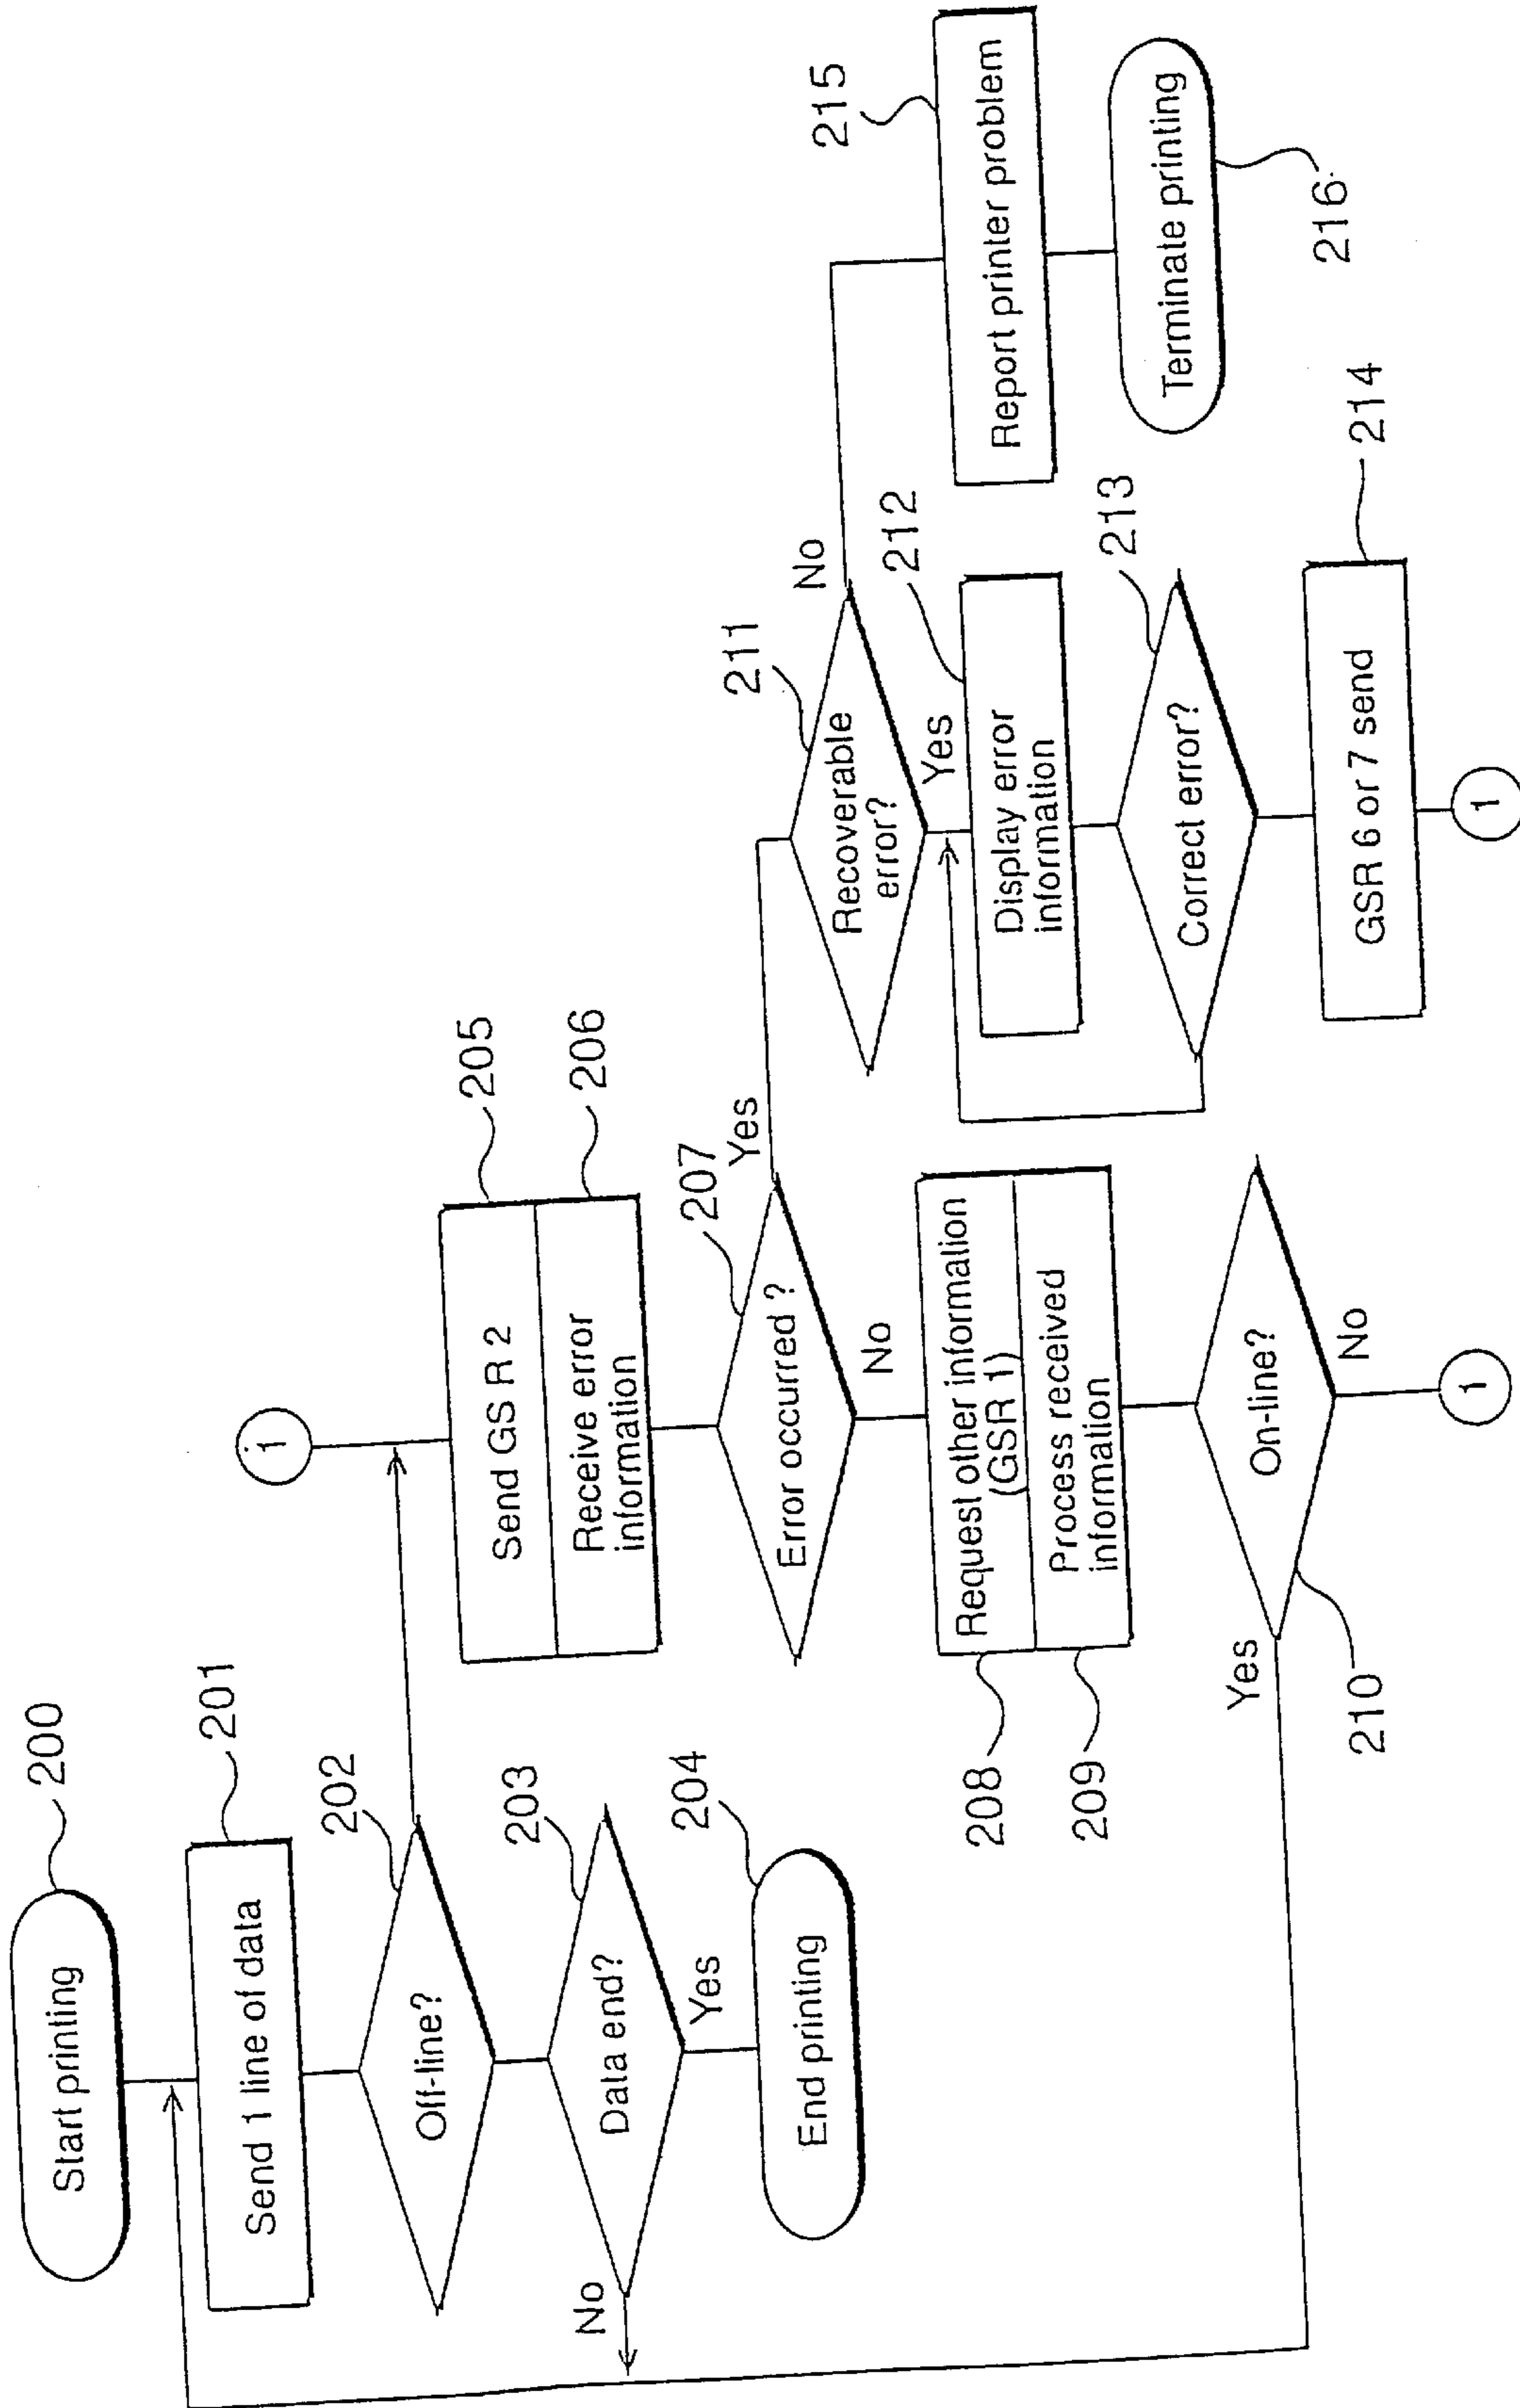 Start printing
200
Send 1 line of data
201
Off-line?
202
Data end?
203
No
Yes
End printing
204
1
Send GS R 2
205
Receive error
information
206
Error occurred ?
207
Yes
No
Request other information
(GSR 1)
208
Process received
information
209
On-line?
210
Yes
No
1
Recoverable
error?
211
No
Yes
Display error
information
212
Correct error?
213
GSR 6 or 7 send
214
1
Report printer problem
215
Terminate printing
216